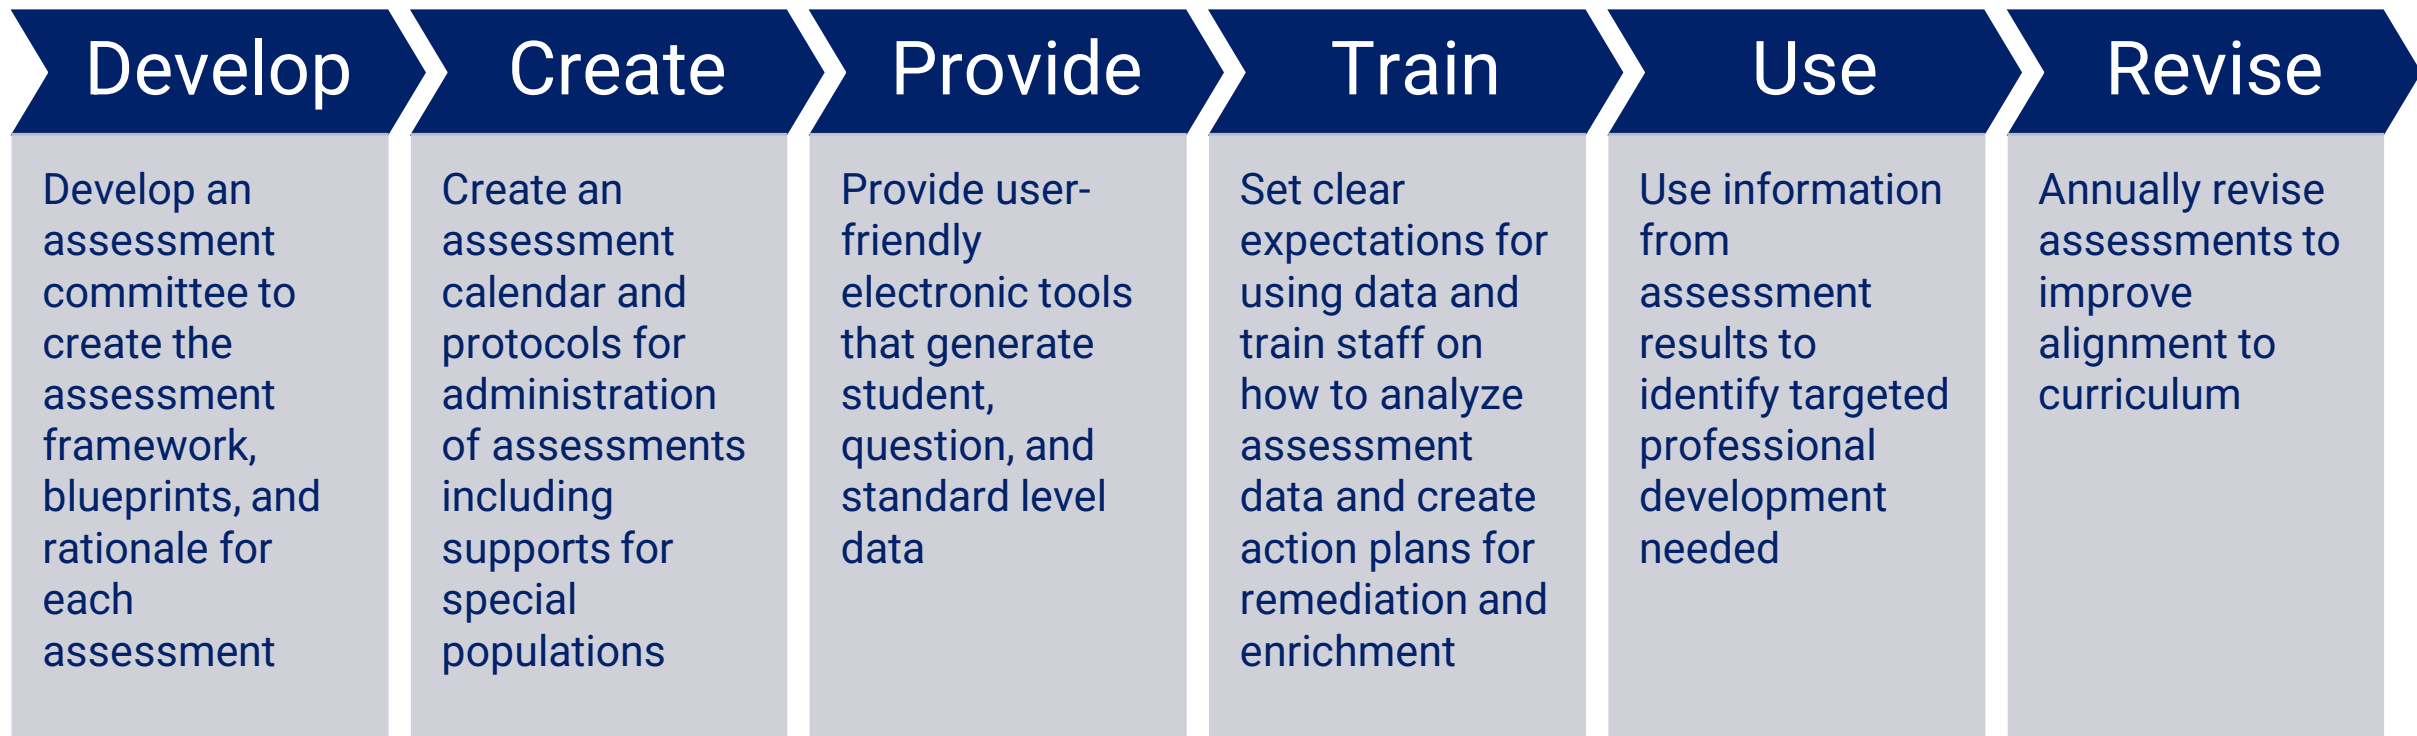 Develop
Develop an
assessment
committee to
create the
assessment
framework,
blueprints, and
rationale for
each
assessment
Create
Create an
assessment
calendar and
protocols for
administration
of assessments
including
supports for
special
populations
Provide
Provide user-
friendly
electronic tools
that generate
student,
question, and
standard level
data
Train
Set clear
expectations for
using data and
train staff on
how to analyze
assessment
data and create
action plans for
remediation and
enrichment
Use
Use information
from
assessment
results to
identify targeted
professional
development
needed
Revise
Annually revise
assessments to
improve
alignment to
curriculum